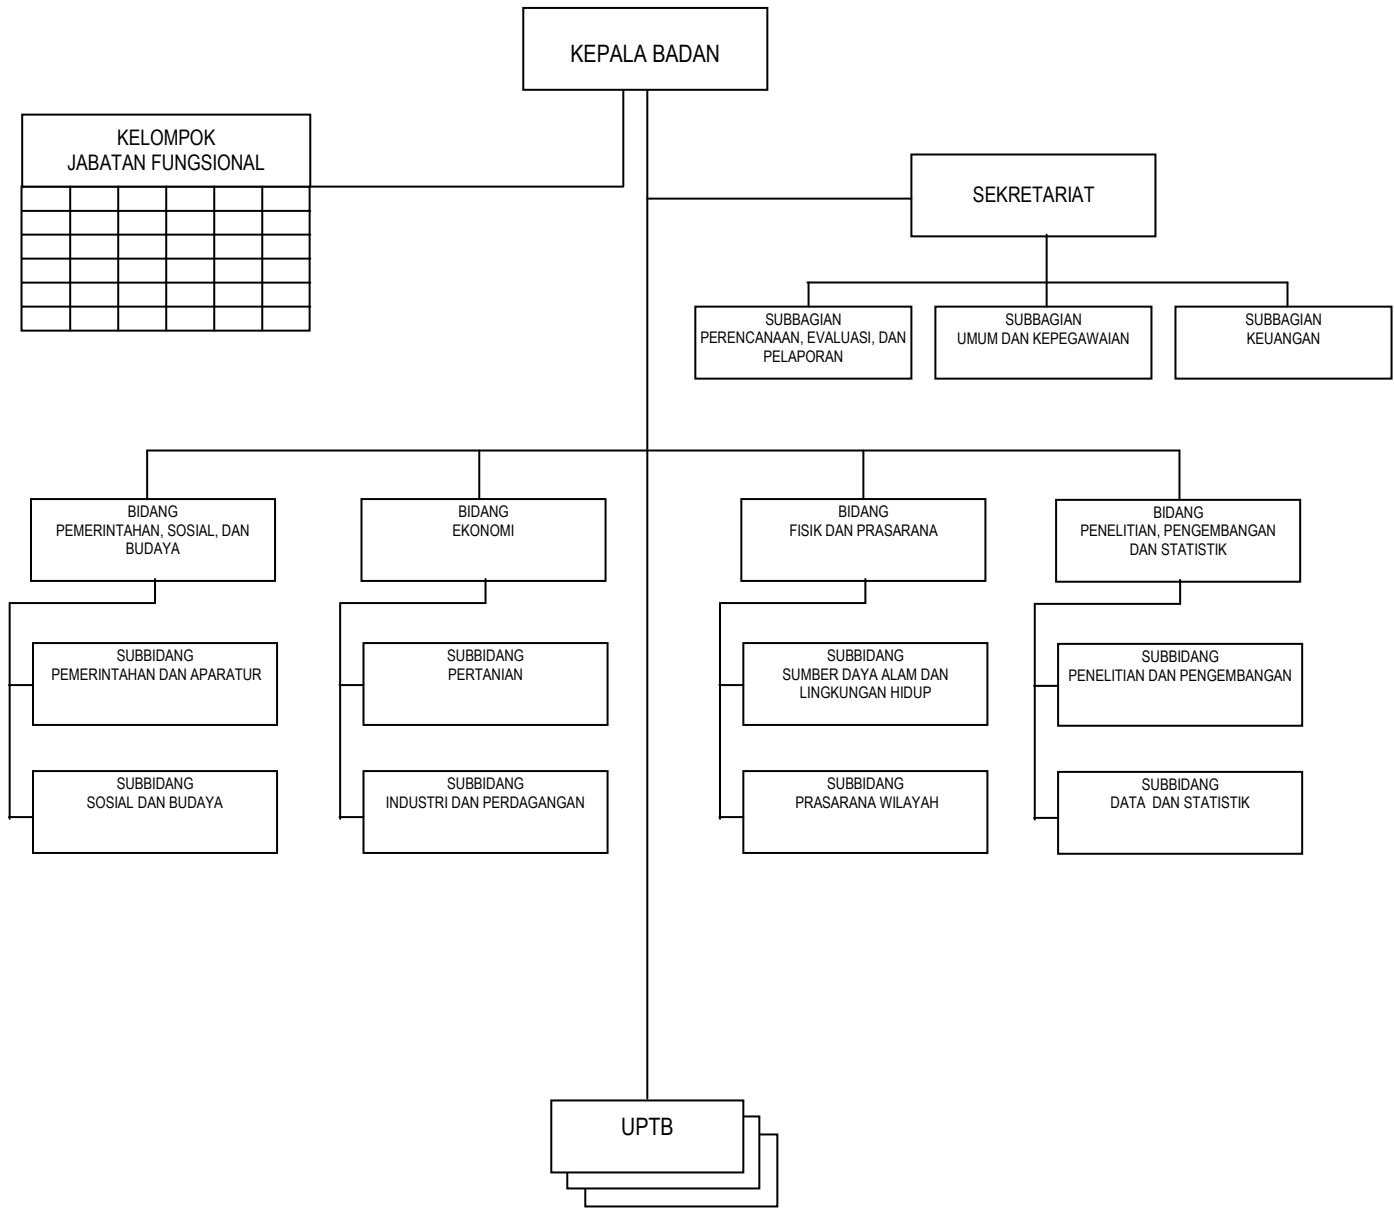 KEPALA BADAN
KELOMPOK
JABATAN FUNGSIONAL
SEKRETARIAT
SUBBAGIAN
PERENCANAAN, EVALUASI, DAN
PELAPORAN
SUBBAGIAN
UMUM DAN KEPEGAWAIAN
SUBBAGIAN
KEUANGAN
BIDANG
PEMERINTAHAN, SOSIAL, DAN
BUDAYA
BIDANG
EKONOMI
BIDANG
FISIK DAN PRASARANA
BIDANG
PENELITIAN, PENGEMBANGAN
DAN STATISTIK
SUBBIDANG
PEMERINTAHAN DAN APARATUR
SUBBIDANG
PERTANIAN
SUBBIDANG
SUMBER DAYA ALAM DAN
LINGKUNGAN HIDUP
SUBBIDANG
PENELITIAN DAN PENGEMBANGAN
SUBBIDANG
SOSIAL DAN BUDAYA
SUBBIDANG
INDUSTRI DAN PERDAGANGAN
SUBBIDANG
PRASARANA WILAYAH
SUBBIDANG
DATA  DAN STATISTIK
UPTB